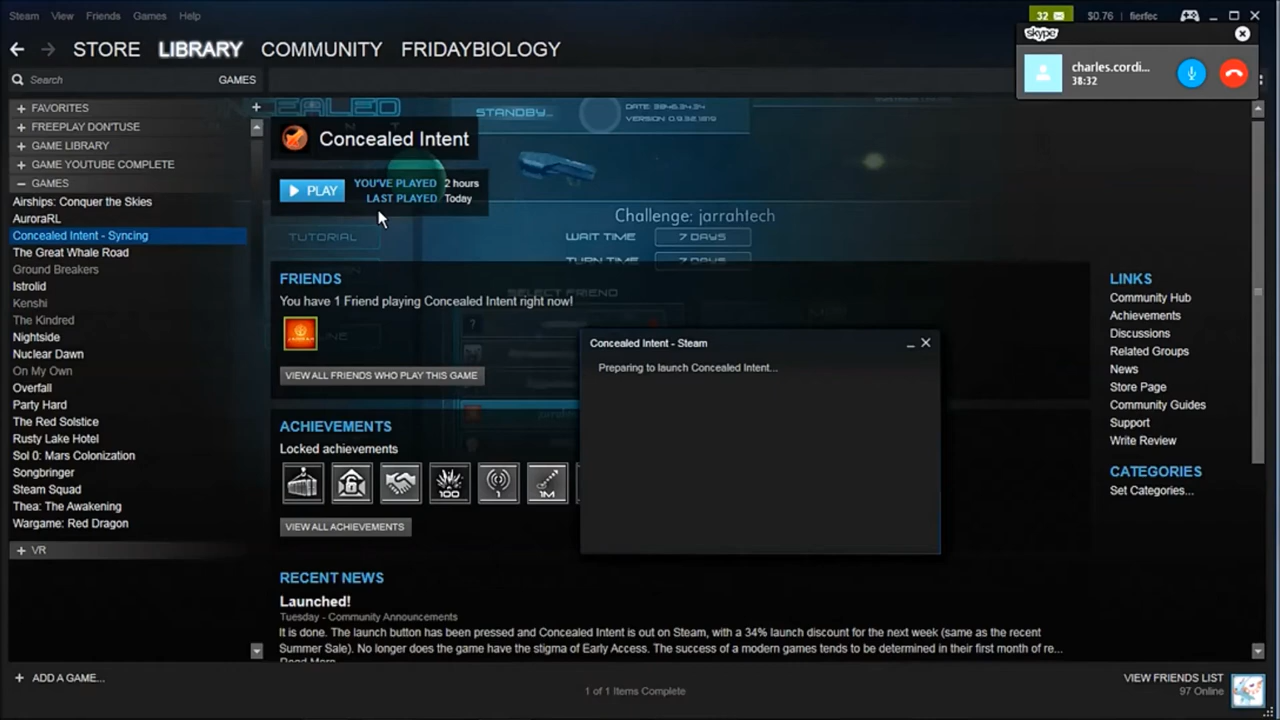 Steam View Friends Games Help
32 $0.76 fierfec
STORE LIBRARY COMMUNITY FRIDAYBIOLOGY
skype
charles.cordi...
38:32
Search GAMES
FAVORITES
FREEPLAY DON'TUSE
GAME LIBRARY
GAME YOUTUBE COMPLETE
GAMES
Airships: Conquer the Skies
AuroraRL
Concealed Intent - Syncing
The Great Whale Road
Ground Breakers
Istrolid
Kenshi
The Kindred
Nightside
Nuclear Dawn
On My Own
Overfall
Party Hard
The Red Solstice
Rusty Lake Hotel
Sol 0: Mars Colonization
Songbringer
Steam Squad
Thea: The Awakening
Wargame: Red Dragon
VR
STANDBY...
Concealed Intent
PLAY
YOU'VE PLAYED 2 hours
LAST PLAYED Today
Challenge: jarrahtech
WAIT TIME 7 DAYS
TURN TIME 7 DAYS
TUTORIAL
SELECT FRIEND
FRIENDS
You have 1 Friend playing Concealed Intent right now!
VIEW ALL FRIENDS WHO PLAY THIS GAME
Concealed Intent - Steam
Preparing to launch Concealed Intent...
ACHIEVEMENTS
Locked achievements
100 1 1M
VIEW ALL ACHIEVEMENTS
RECENT NEWS
Launched!
Tuesday - Community Announcements
It is done. The launch button has been pressed and Concealed Intent is out on Steam, with a 34% launch discount for the next week (same as the recent
Summer Sale). No longer does the game have the stigma of Early Access. The success of a modern games tends to be determined in their first month of re...
Read More
LINKS
Community Hub
Achievements
Discussions
Related Groups
News
Store Page
Community Guides
Support
Write Review
CATEGORIES
Set Categories...
ADD A GAME...
1 of 1 Items Complete
VIEW FRIENDS LIST
97 Online